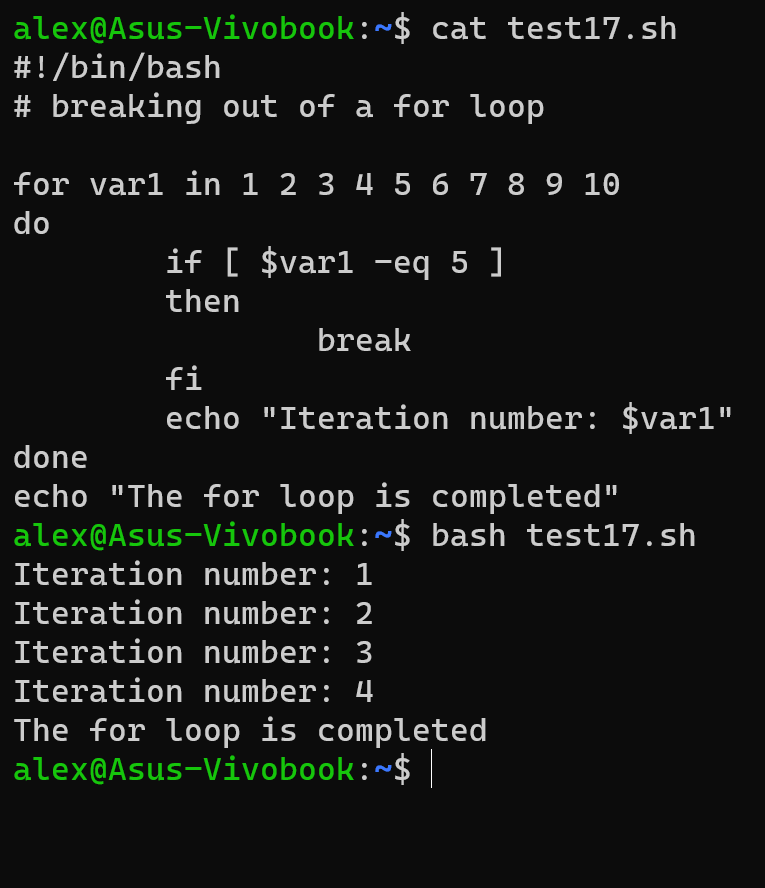 alex@Asus-Vivobook:~$ cat test17.sh
#!/bin/bash
# breaking out of a for loop

for var1 in 1 2 3 4 5 6 7 8 9 10
do
        if [ $var1 -eq 5 ]
        then
                break
        fi
        echo "Iteration number: $var1"
done
echo "The for loop is completed"
alex@Asus-Vivobook:~$ bash test17.sh
Iteration number: 1
Iteration number: 2
Iteration number: 3
Iteration number: 4
The for loop is completed
alex@Asus-Vivobook:~$